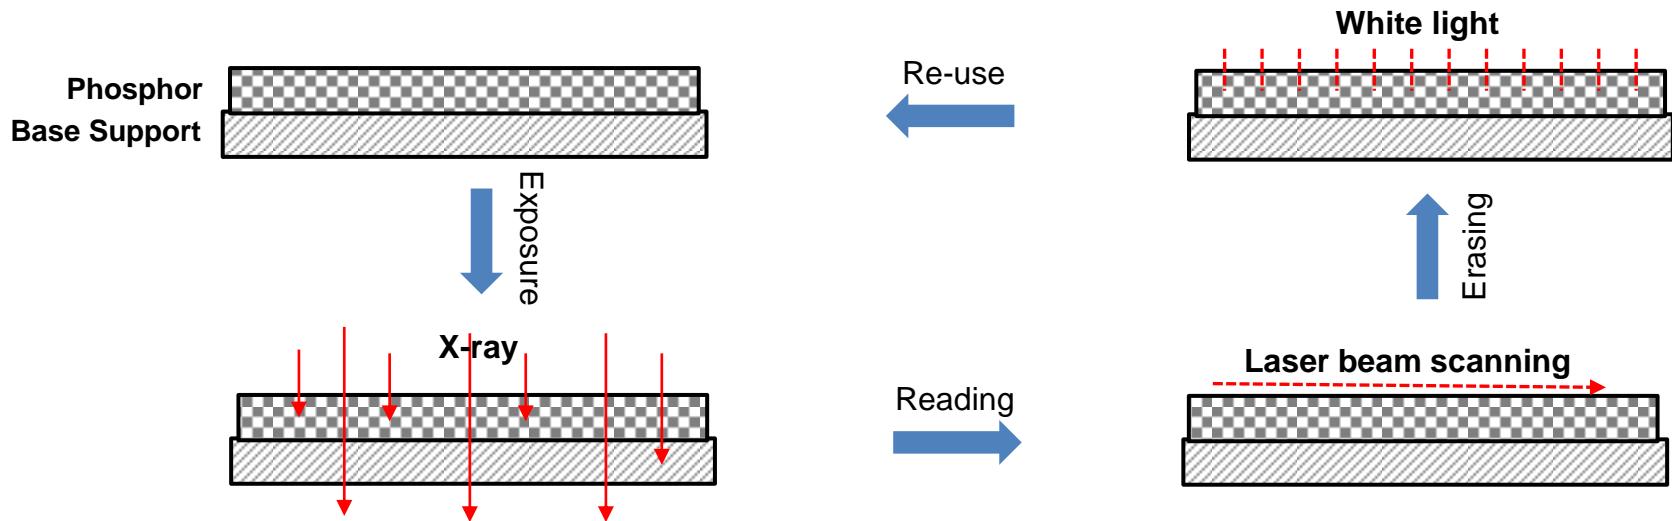 White light
Re-use
Phosphor
Base Support
Exposure
Erasing
X-ray
Laser beam scanning
Reading